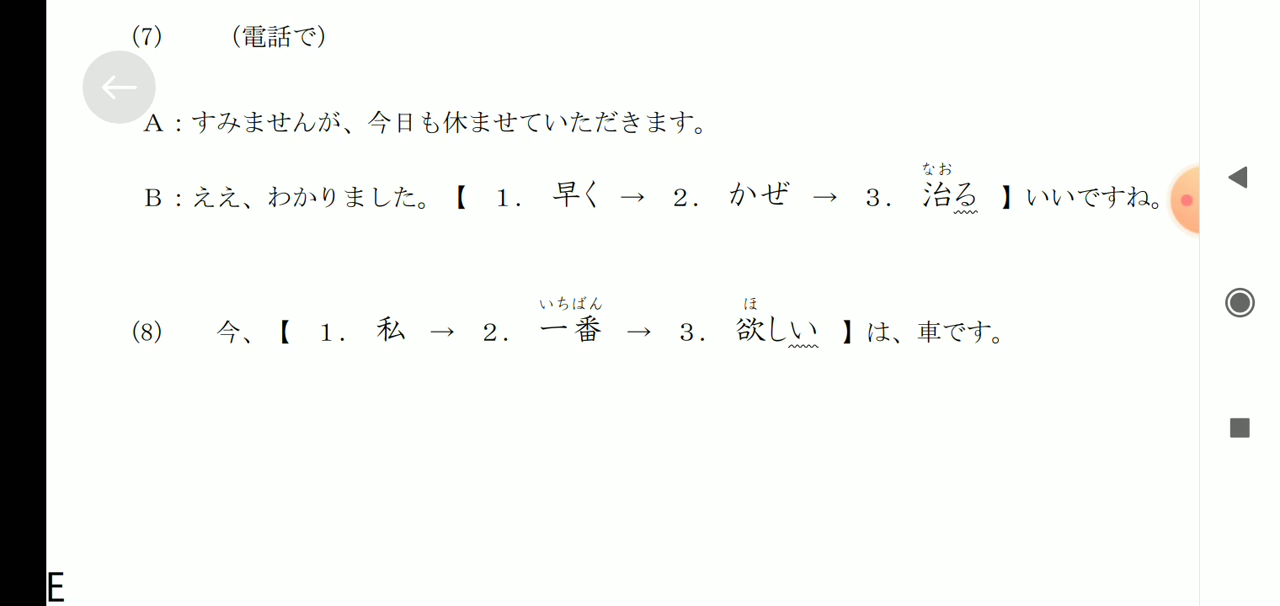 (7) （電話で）
A：すみませんが、今日も休ませていただきます。
なお
B：ええ、わかりました。【 1. 早く → 2. かぜ → 3. 治る 】いいですね。
いちばん ほ
(8) 今、【 1. 私 → 2. 一番 → 3. 欲しい 】は、車です。
E